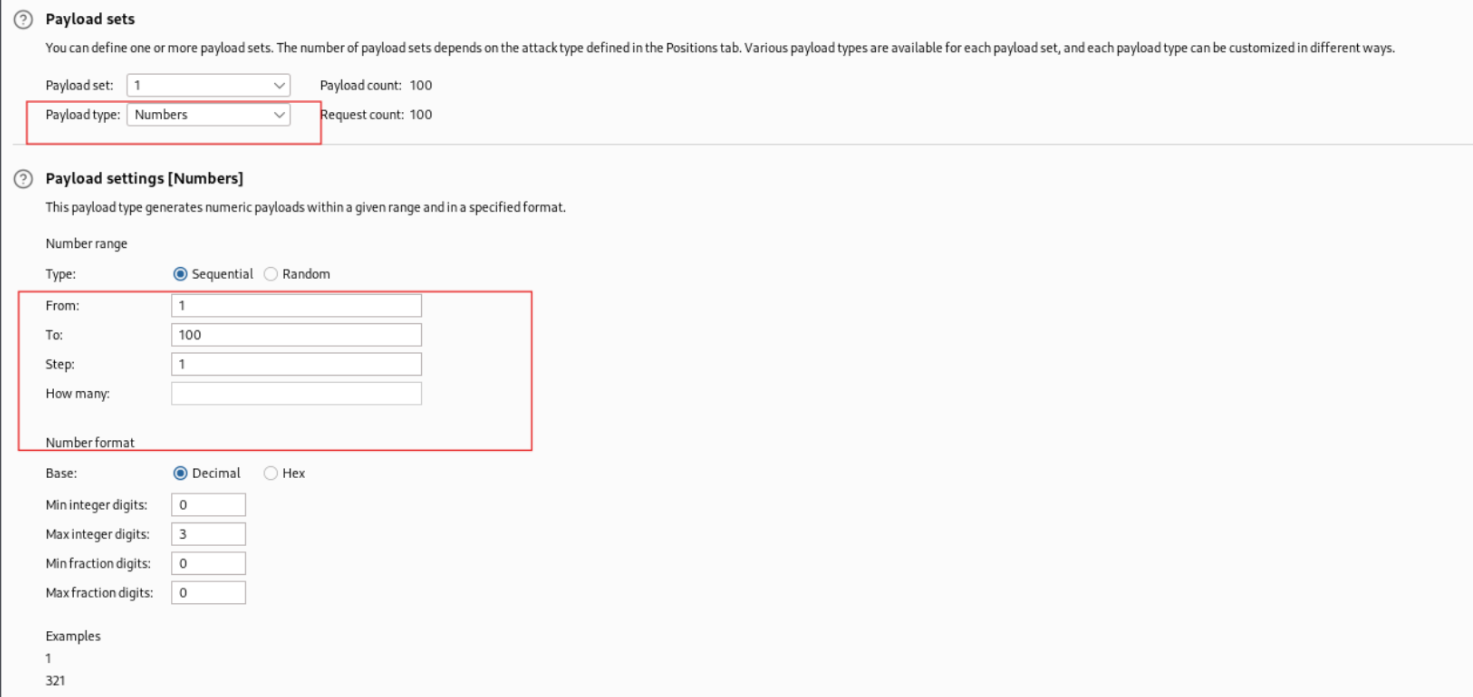 Payload sets
You can define one or more payload sets. The number of payload sets depends on the attack type defined in the Positions tab. Various payload types are available for each payload set, and each payload type can be customized in different ways.
Payload set: 1 Payload count: 100
Payload type: Numbers Request count: 100
Payload settings [Numbers]
This payload type generates numeric payloads within a given range and in a specified format.
Number range
Type: Sequential Random
From: 1
To: 100
Step: 1
How many:
Number format
Base: Decimal Hex
Min integer digits: 0
Max integer digits: 3
Min fraction digits: 0
Max fraction digits: 0
Examples
1
321